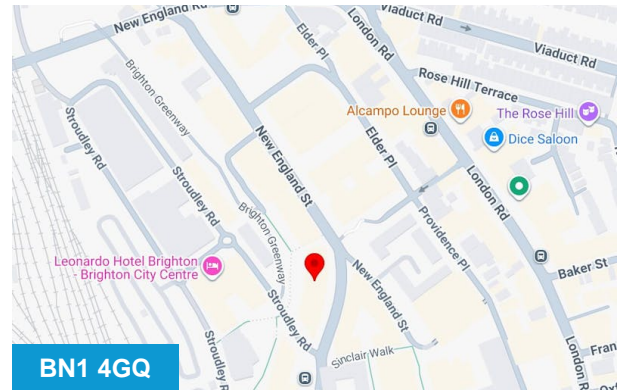 New England Rd
Elder Pl
London Rd
Viaduct Rd
Viaduct Rd
Brighton Greenway
Stroudley Rd
Rose Hill Terrace
Alcampo Lounge
The Rose Hill
Dice Saloon
New England St
Elder Pl
Stroudley Rd
London Rd
Brighton Greenway
Providence Pl
Leonardo Hotel Brighton
- Brighton City Centre
New England St
Baker St
Stroudley Rd
Sinclair Walk
Stroudley Rd
London Rd
Fran
Ox
BN1 4GQ